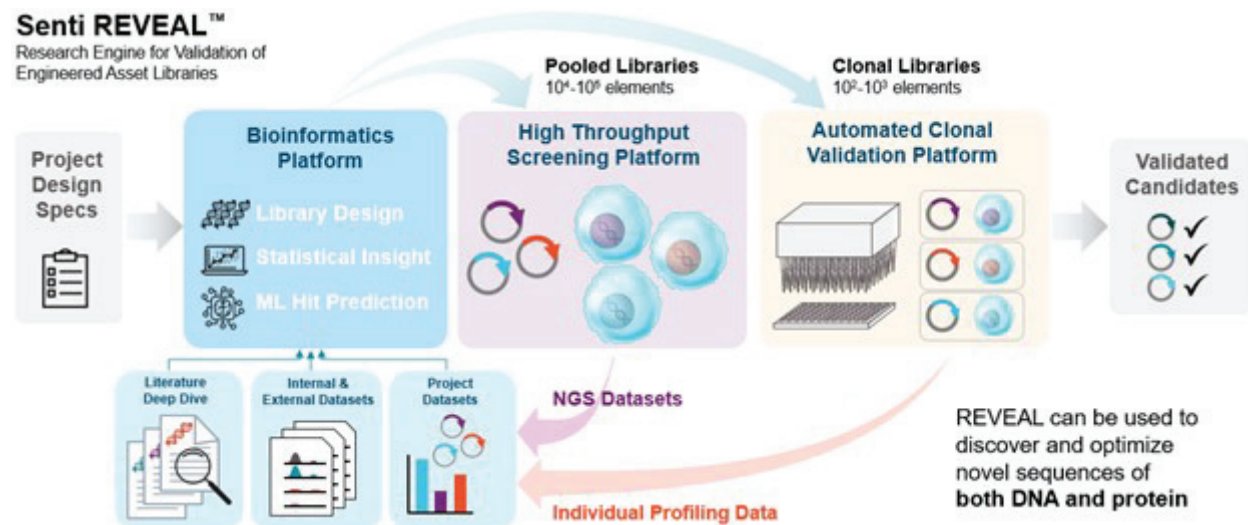 Senti REVEAL™
Research Engine for Validation of
Engineered Asset Libraries
Pooled Libraries
10⁴-10⁵ elements
Clonal Libraries
10²-10³ elements
Project
Design
Specs
Bioinformatics
Platform
Library Design
Statistical Insight
ML Hit Prediction
High Throughput
Screening Platform
Automated Clonal
Validation Platform
Validated
Candidates
Literature
Deep Dive
Internal &
External Datasets
Project
Datasets
NGS Datasets
Individual Profiling Data
REVEAL can be used to
discover and optimize
novel sequences of
both DNA and protein